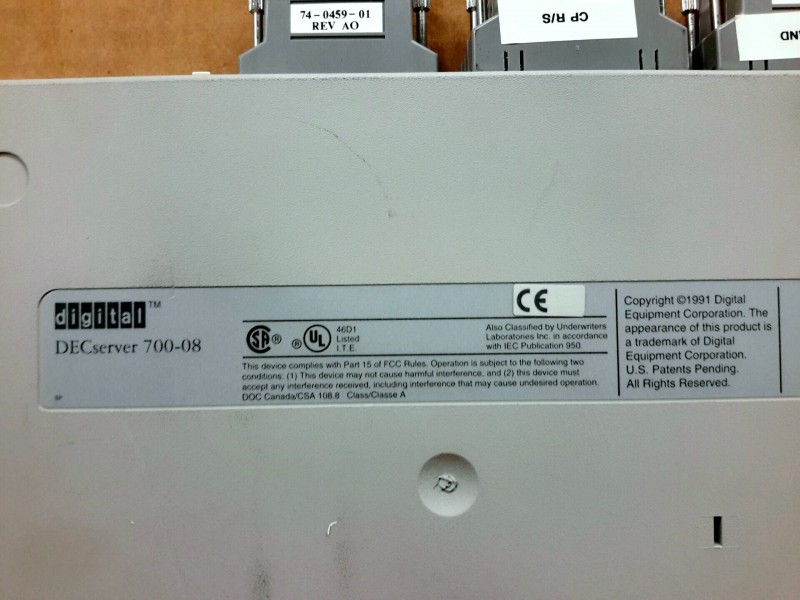 74-0459-01
REV AO
CP R/S
AND
digital™
DECserver 700-08
SP
SA®
® UL
46D1
Listed
I.T.E.
CE
Also Classified by Underwriters
Laboratories Inc. in accordance
with IEC Publication 950.
This device complies with Part 15 of FCC Rules. Operation is subject to the following two
conditions: (1) This device may not cause harmful interference, and (2) this device must
accept any interference received, including interference that may cause undesired operation.
DOC Canada/CSA 108.8 Class/Classe A
Copyright ©1991 Digital
Equipment Corporation. The
appearance of this product is
a trademark of Digital
Equipment Corporation.
U.S. Patents Pending.
All Rights Reserved.